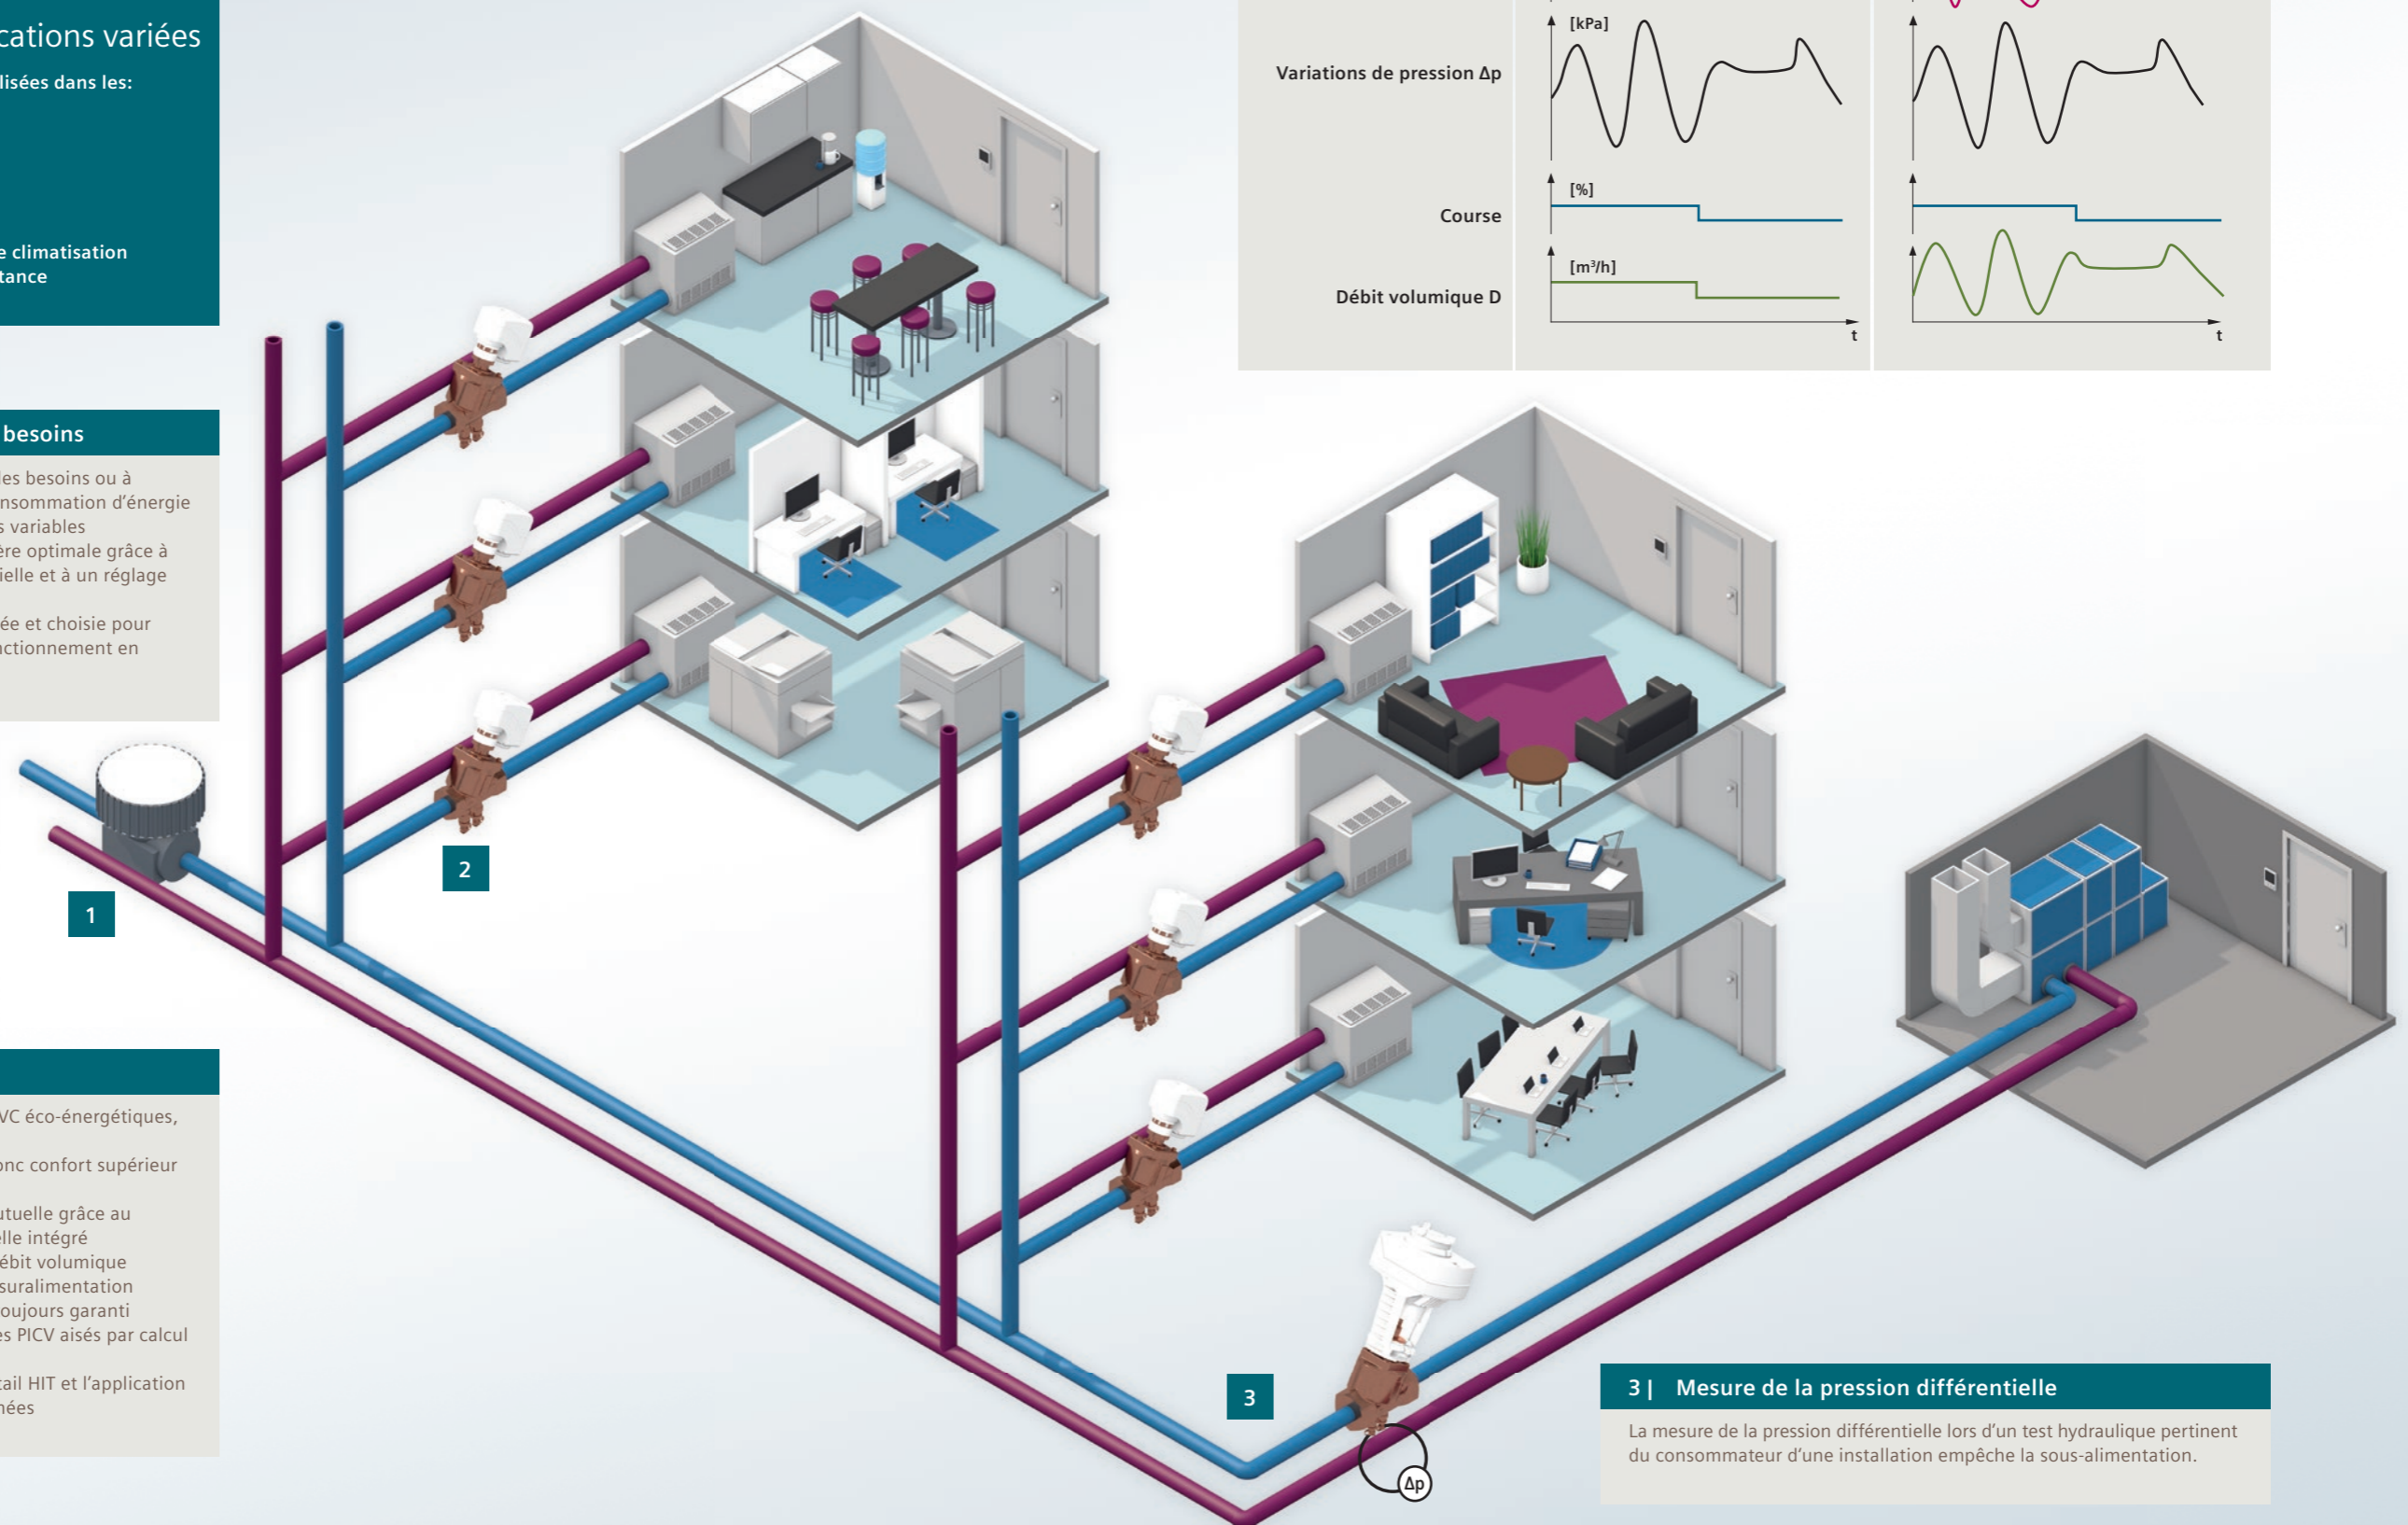 cations variées
lisées dans les:
e climatisation
tance
besoins
les besoins ou à
nsommation d'énergie
s variables
ère optimale grâce à
ielle et à un réglage
ée et choisie pour
nctionnement en
VC éco-énergétiques,
onc confort supérieur
utuelle grâce au
elle intégré
ébit volumique
suralimentation
oujours garanti
es PICV aisés par calcul
tail HIT et l'application
nées
[kPa]
Variations de pression Δp
[%]
Course
[m³/h]
Débit volumique D
t
t
1
2
3
Δp
3 | Mesure de la pression différentielle
La mesure de la pression différentielle lors d'un test hydraulique pertinent
du consommateur d'une installation empêche la sous-alimentation.